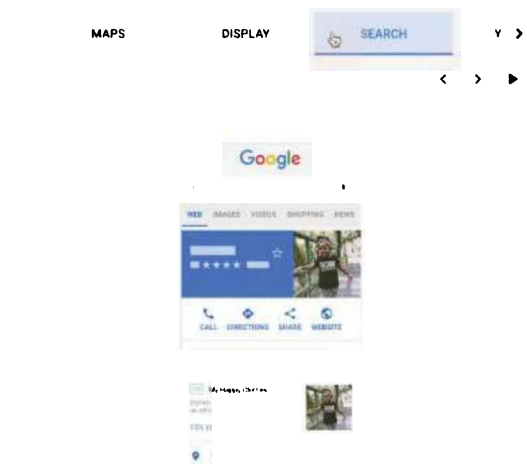 MAPS DISPLAY SEARCH Y
Google
WEB IMAGES VIDEOS SHOPPING NEWS
CALL DIRECTIONS SHARE WEBSITE